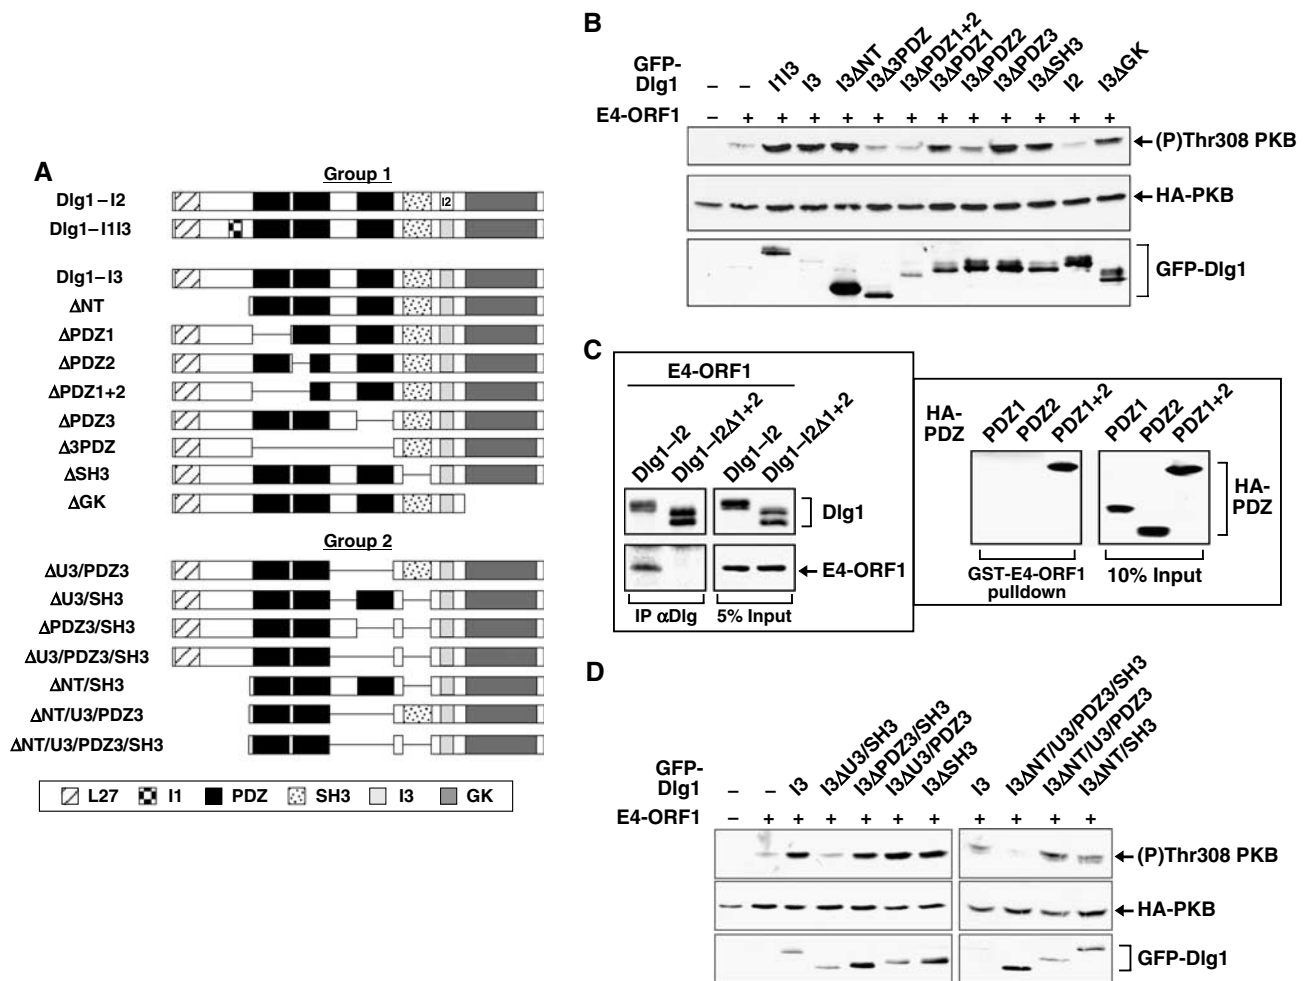 A
Group 1
Dlg1–I2
I2
Dlg1–I1I3
Dlg1–I3
ΔNT
ΔPDZ1
ΔPDZ2
ΔPDZ1+2
ΔPDZ3
Δ3PDZ
ΔSH3
ΔGK
Group 2
ΔU3/PDZ3
ΔU3/SH3
ΔPDZ3/SH3
ΔU3/PDZ3/SH3
ΔNT/SH3
ΔNT/U3/PDZ3
ΔNT/U3/PDZ3/SH3
L27 I1 PDZ SH3 I3 GK
B
GFP-
Dlg1
– – I1I3 I3 I3ΔNT I3Δ3PDZ I3ΔPDZ1+2 I3ΔPDZ1 I3ΔPDZ2 I3ΔPDZ3 I3ΔSH3 I2 I3ΔGK
E4-ORF1 – + + + + + + + + + + + +
(P)Thr308 PKB
HA-PKB
GFP-Dlg1
C
E4-ORF1
Dlg1–I2 Dlg1–I2Δ1+2 Dlg1–I2 Dlg1–I2Δ1+2
Dlg1
E4-ORF1
IP αDlg 5% Input
HA-
PDZ
PDZ1 PDZ2 PDZ1+2 PDZ1 PDZ2 PDZ1+2
HA-
PDZ
GST-E4-ORF1
pulldown
10% Input
D
GFP-
Dlg1
– – I3 I3ΔU3/SH3 I3ΔPDZ3/SH3 I3ΔU3/PDZ3 I3ΔSH3 I3 I3ΔNT/U3/PDZ3/SH3 I3ΔNT/U3/PDZ3 I3ΔNT/SH3
E4-ORF1 – + + + + + + + + + +
(P)Thr308 PKB
HA-PKB
GFP-Dlg1